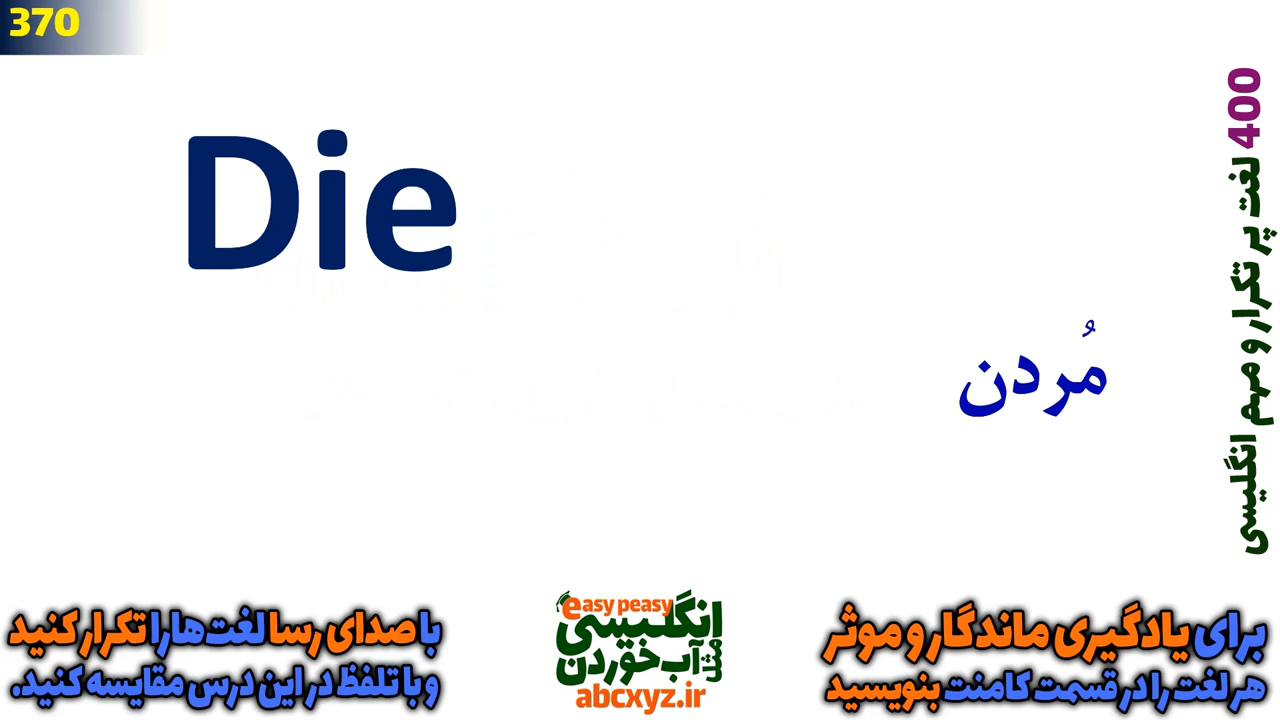 370
Die
مُردن
400 لغت پر تکرار و مهم انگلیسی
برای یادگیری ماندگار و موثر
هر لغت را در قسمت کامنت بنویسید
easy peasy
انگلیسی
مثل آب خوردن
abcxyz.ir
با صدای رسا لغت‌ها را تکرار کنید
و با تلفظ در این درس مقایسه کنید.